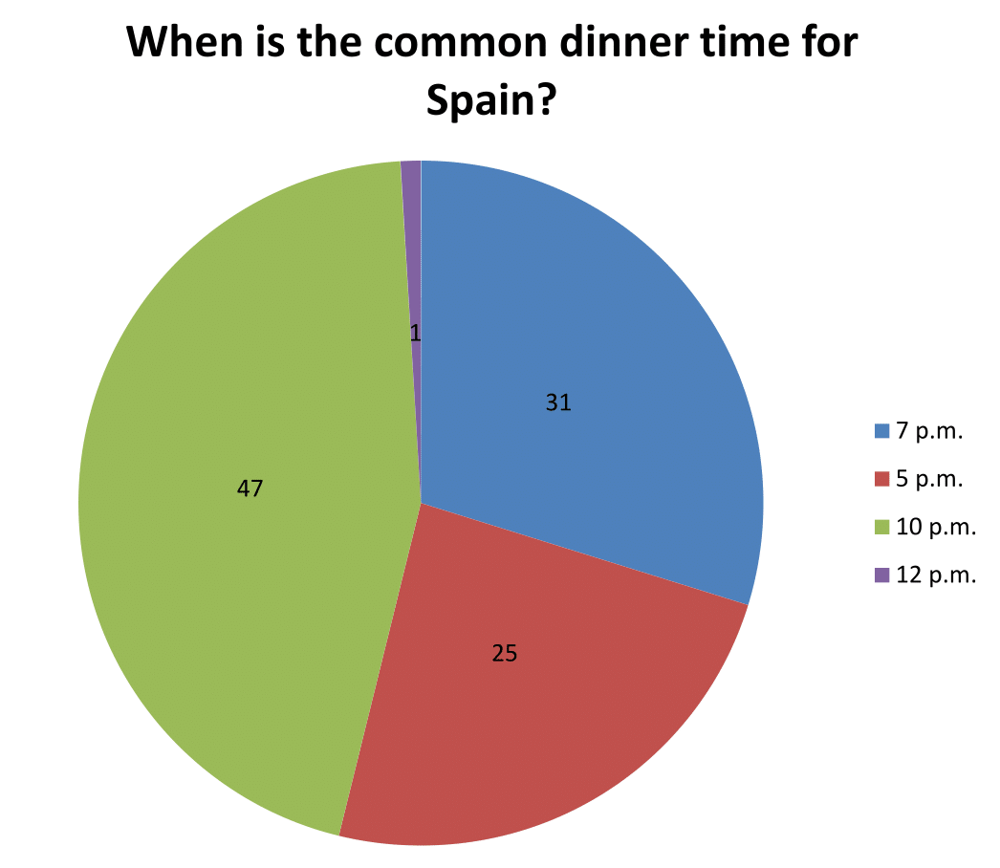 When is the common dinner time for
Spain?
1
31
47
25
7 p.m.
5 p.m.
10 p.m.
12 p.m.